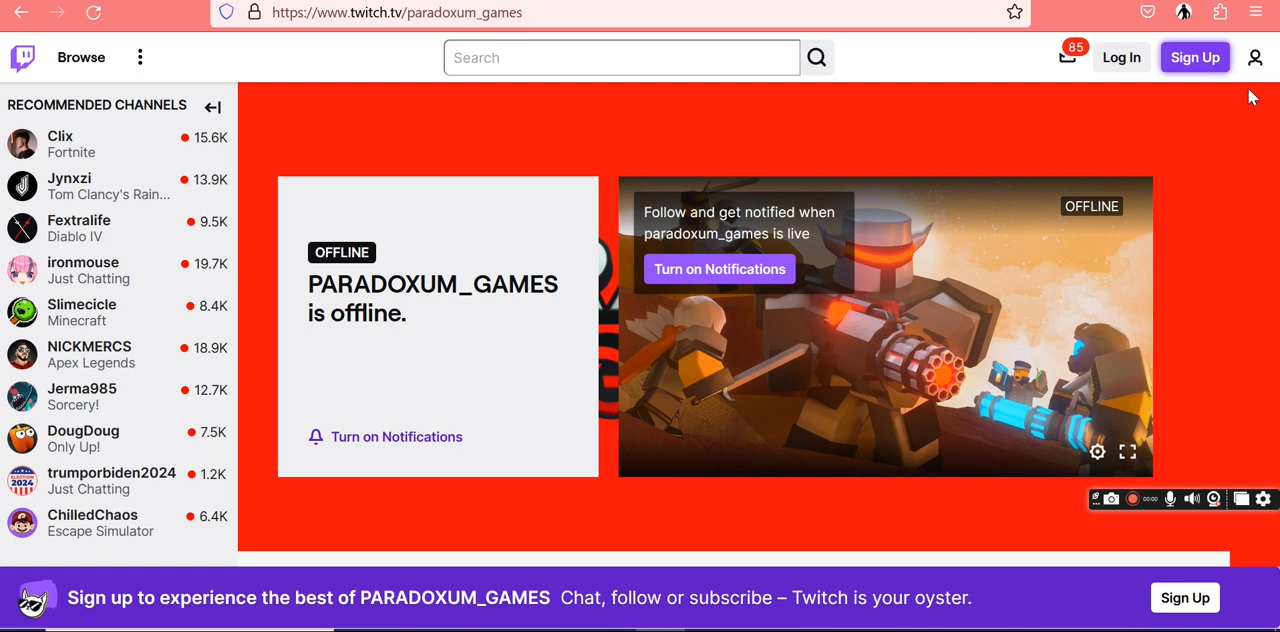 https://www.twitch.tv/paradoxum_games
Browse
Search
85
Log In
Sign Up
RECOMMENDED CHANNELS
Clix
15.6K
Fortnite
Jynxzi
13.9K
Tom Clancy's Rain...
Fextralife
9.5K
Diablo IV
ironmouse
19.7K
Just Chatting
Slimecicle
8.4K
Minecraft
NICKMERCS
18.9K
Apex Legends
Jerma985
12.7K
Sorcery!
DougDoug
7.5K
Only Up!
trumporbiden2024
1.2K
Just Chatting
ChilledChaos
6.4K
Escape Simulator
OFFLINE
PARADOXUM_GAMES
is offline.
Turn on Notifications
Follow and get notified when
paradoxum_games is live
Turn on Notifications
OFFLINE
00:00
Sign up to experience the best of PARADOXUM_GAMES Chat, follow or subscribe – Twitch is your oyster.
Sign Up